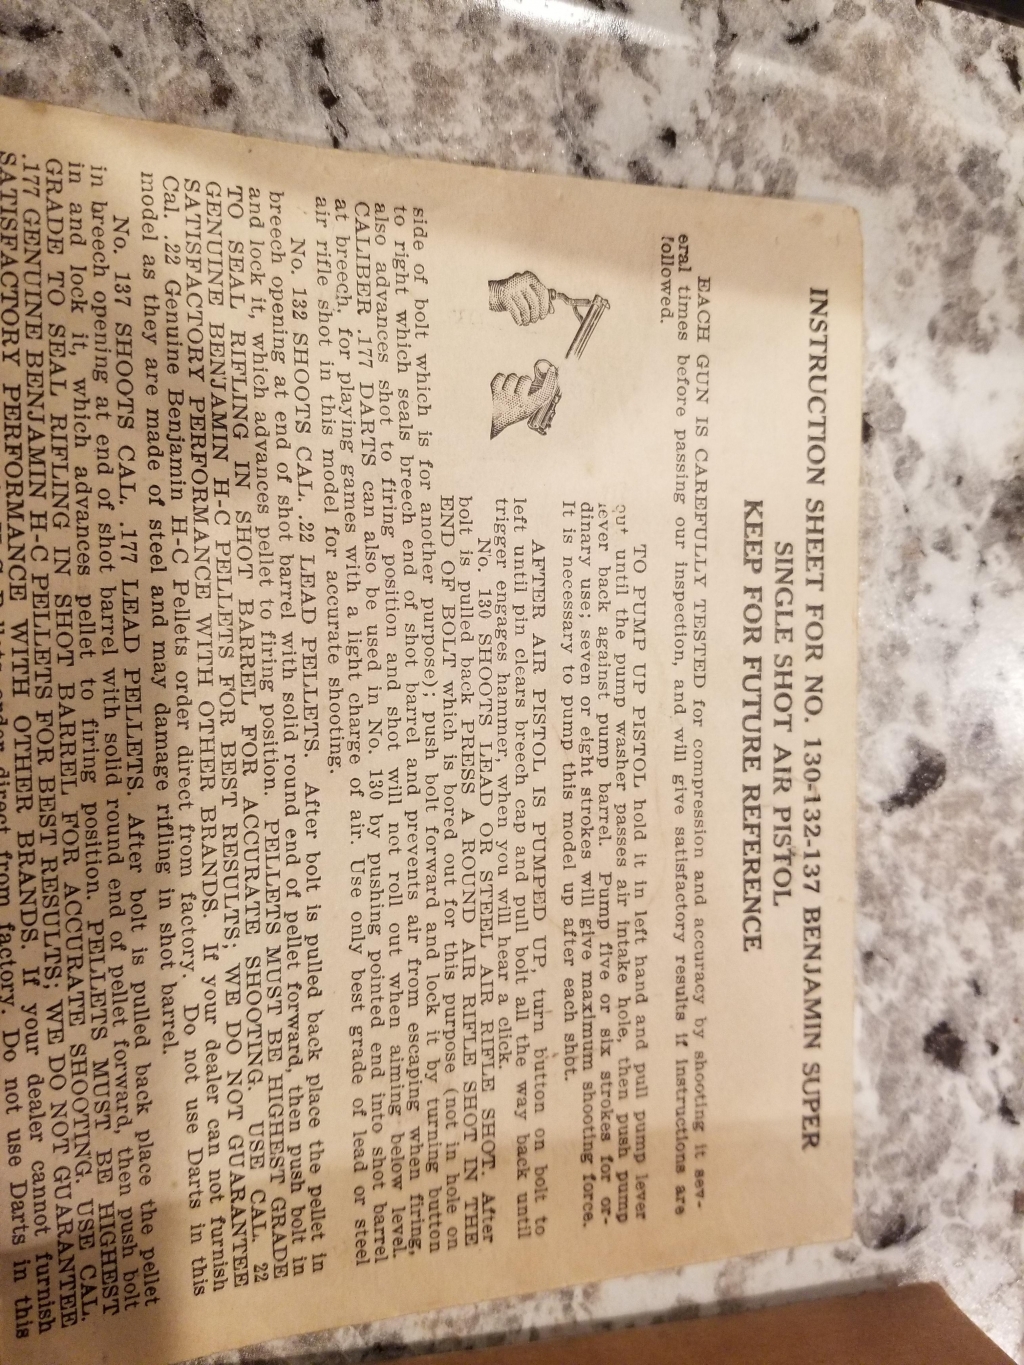 INSTRUCTION SHEET FOR NO. 130-132-137 BENJAMIN SUPER
SINGLE SHOT AIR PISTOL
KEEP FOR FUTURE REFERENCE
EACH GUN IS CAREFULLY TESTED for compression and accuracy by shooting it sev-
eral times before passing our inspection, and will give satisfactory results if instructions are
followed.
TO PUMP UP PISTOL hold it in left hand and pull pump lever
out until the pump washer passes air intake hole, then push pump
lever back against pump barrel. Pump five or six strokes for or-
dinary use; seven or eight strokes will give maximum shooting force.
It is necessary to pump this model up after each shot.
AFTER AIR PISTOL IS PUMPED UP, turn button on bolt to
left until pin clears breech cap and pull bolt all the way back until
trigger engages hammer, when you will hear a click.
No. 130 SHOOTS LEAD OR STEEL AIR RIFLE SHOT. After
bolt is pulled back PRESS A ROUND AIR RIFLE SHOT IN THE
END OF BOLT which is bored out for this purpose (not in hole on
side of bolt which is for another purpose); push bolt forward and lock it by turning button
to right which seals breech end of shot barrel and prevents air from escaping when firing,
also advances shot to firing position and shot will not roll out when aiming below level.
CALIBER .177 DARTS can also be used in No. 130 by pushing pointed end into shot barrel
at breech, for playing games with a light charge of air. Use only best grade of lead or steel
air rifle shot in this model for accurate shooting.
No. 132 SHOOTS CAL. .22 LEAD PELLETS. After bolt is pulled back place the pellet in
breech opening at end of shot barrel with solid round end of pellet forward, then push bolt in
and lock it, which advances pellet to firing position. PELLETS MUST BE HIGHEST GRADE
TO SEAL RIFLING IN SHOT BARREL FOR ACCURATE SHOOTING. USE CAL. .22
GENUINE BENJAMIN H-C PELLETS FOR BEST RESULTS; WE DO NOT GUARANTEE
SATISFACTORY PERFORMANCE WITH OTHER BRANDS. If your dealer can not furnish
Cal. .22 Genuine Benjamin H-C Pellets order direct from factory. Do not use Darts in this
model as they are made of steel and may damage rifling in shot barrel.
No. 137 SHOOTS CAL. .177 LEAD PELLETS. After bolt is pulled back place the pellet
in breech opening at end of shot barrel with solid round end of pellet forward, then push bolt
in and lock it, which advances pellet to firing position. PELLETS MUST BE HIGHEST
GRADE TO SEAL RIFLING IN SHOT BARREL FOR ACCURATE SHOOTING. USE CAL.
.177 GENUINE BENJAMIN H-C PELLETS FOR BEST RESULTS; WE DO NOT GUARANTEE
SATISFACTORY PERFORMANCE WITH OTHER BRANDS. If your dealer cannot furnish
order direct from factory. Do not use Darts in this